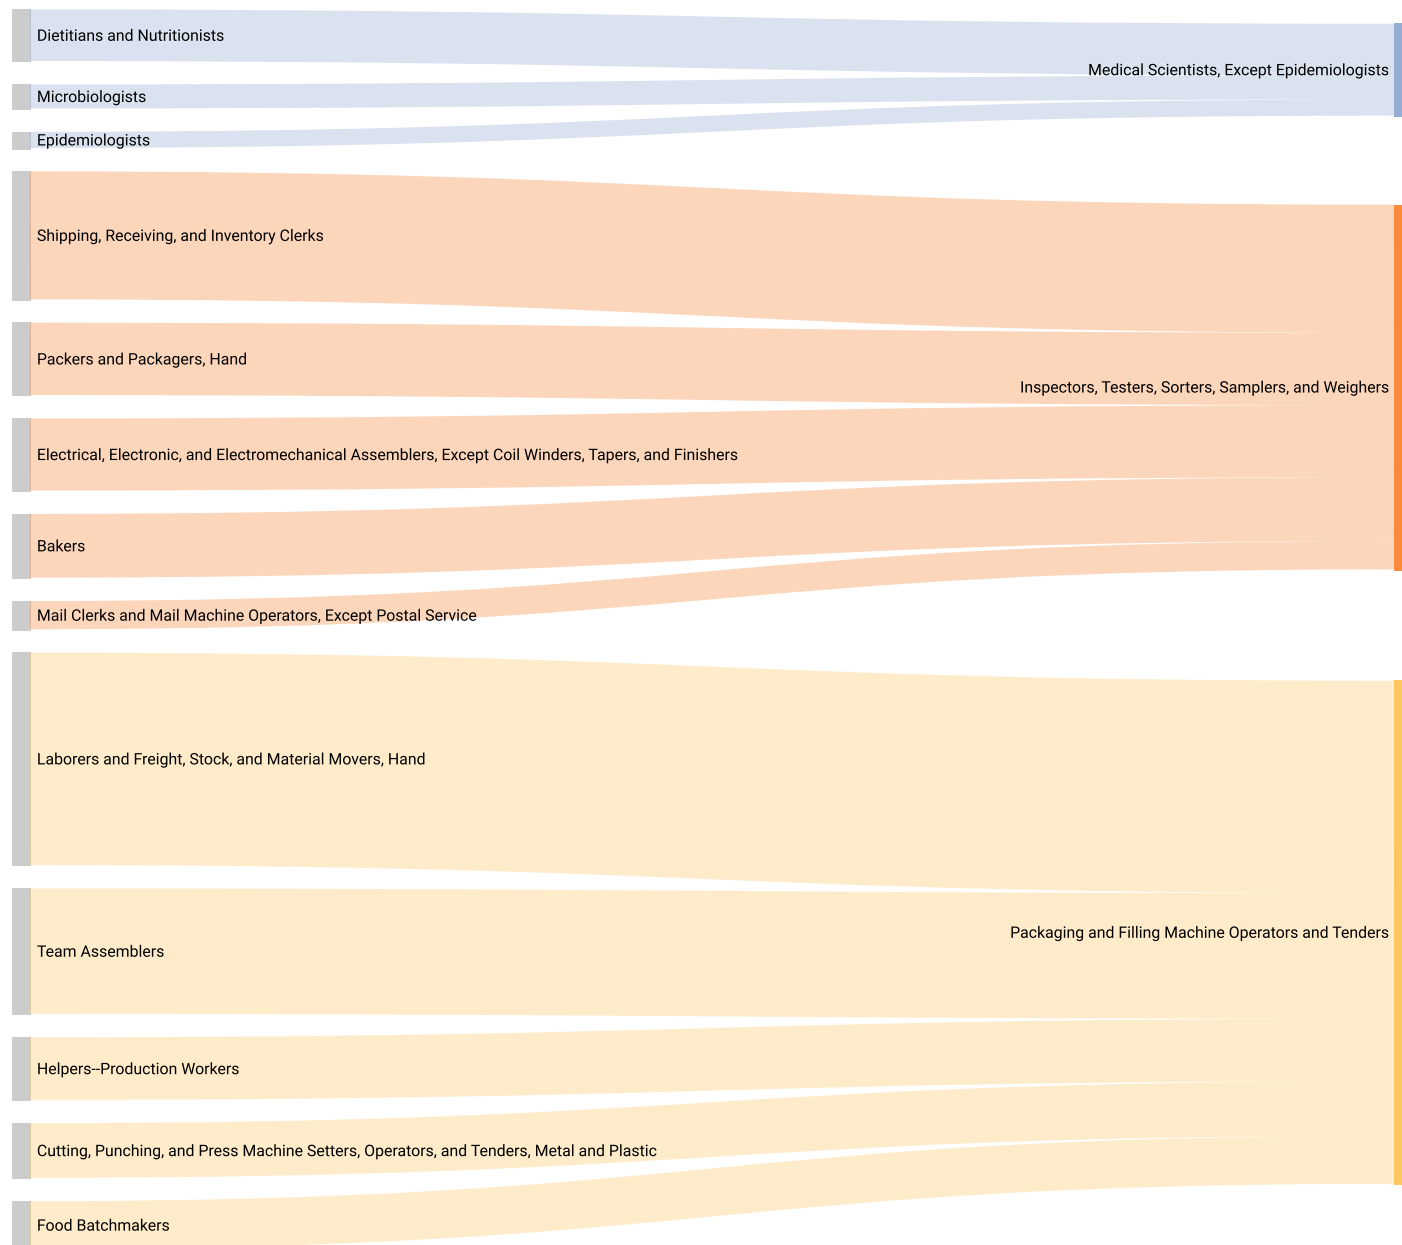 Dietitians and Nutritionists
Medical Scientists, Except Epidemiologists
Microbiologists
Epidemiologists
Shipping, Receiving, and Inventory Clerks
Packers and Packagers, Hand
Inspectors, Testers, Sorters, Samplers, and Weighers
Electrical, Electronic, and Electromechanical Assemblers, Except Coil Winders, Tapers, and Finishers
Bakers
Mail Clerks and Mail Machine Operators, Except Postal Service
Laborers and Freight, Stock, and Material Movers, Hand
Packaging and Filling Machine Operators and Tenders
Team Assemblers
Helpers--Production Workers
Cutting, Punching, and Press Machine Setters, Operators, and Tenders, Metal and Plastic
Food Batchmakers